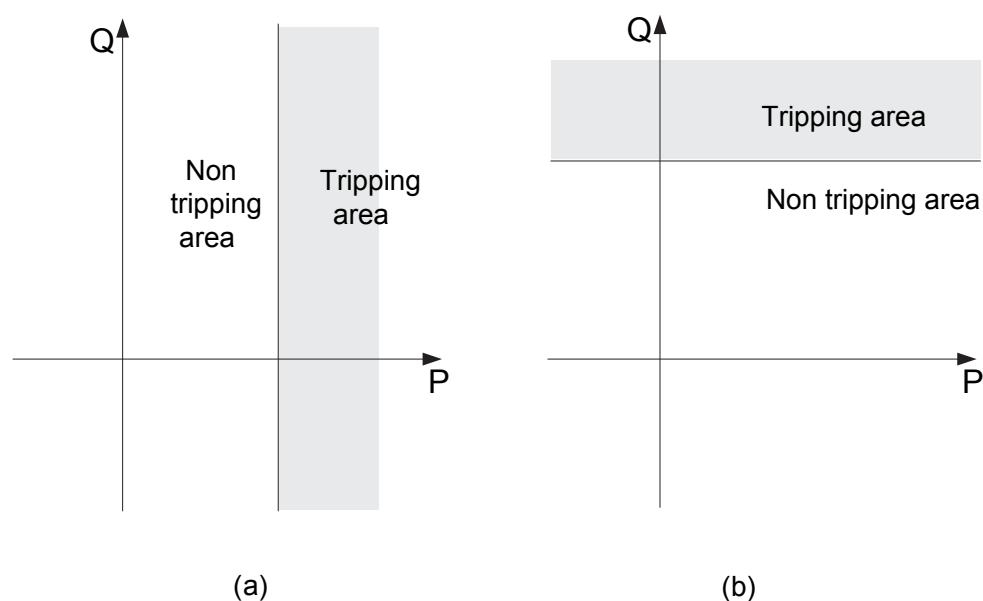 Q
Non
tripping
area
Tripping
area
P
(a)
Q
Tripping area
Non tripping area
P
(b)